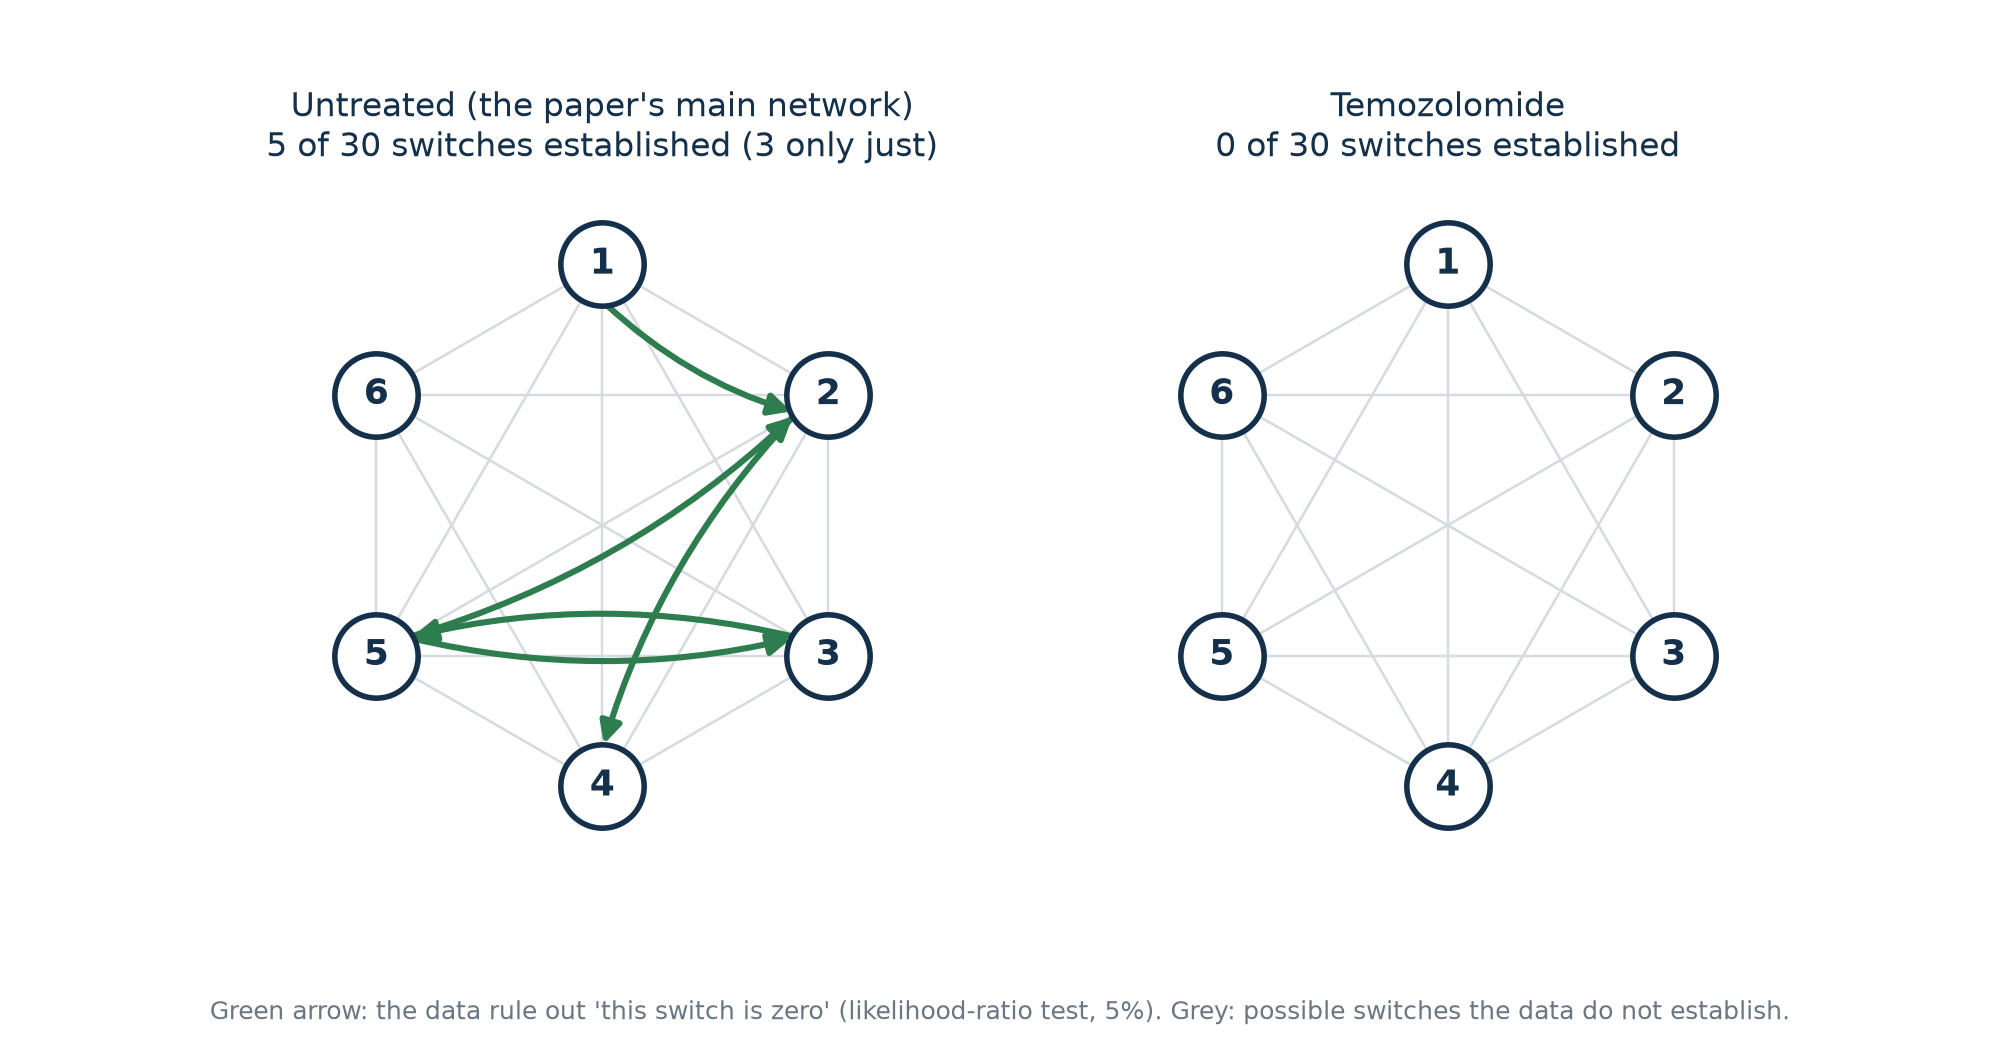 Untreated (the paper's main network)
5 of 30 switches established (3 only just)
1
2
3
4
5
6
Temozolomide
0 of 30 switches established
1
2
3
4
5
6
Green arrow: the data rule out 'this switch is zero' (likelihood-ratio test, 5%). Grey: possible switches the data do not establish.